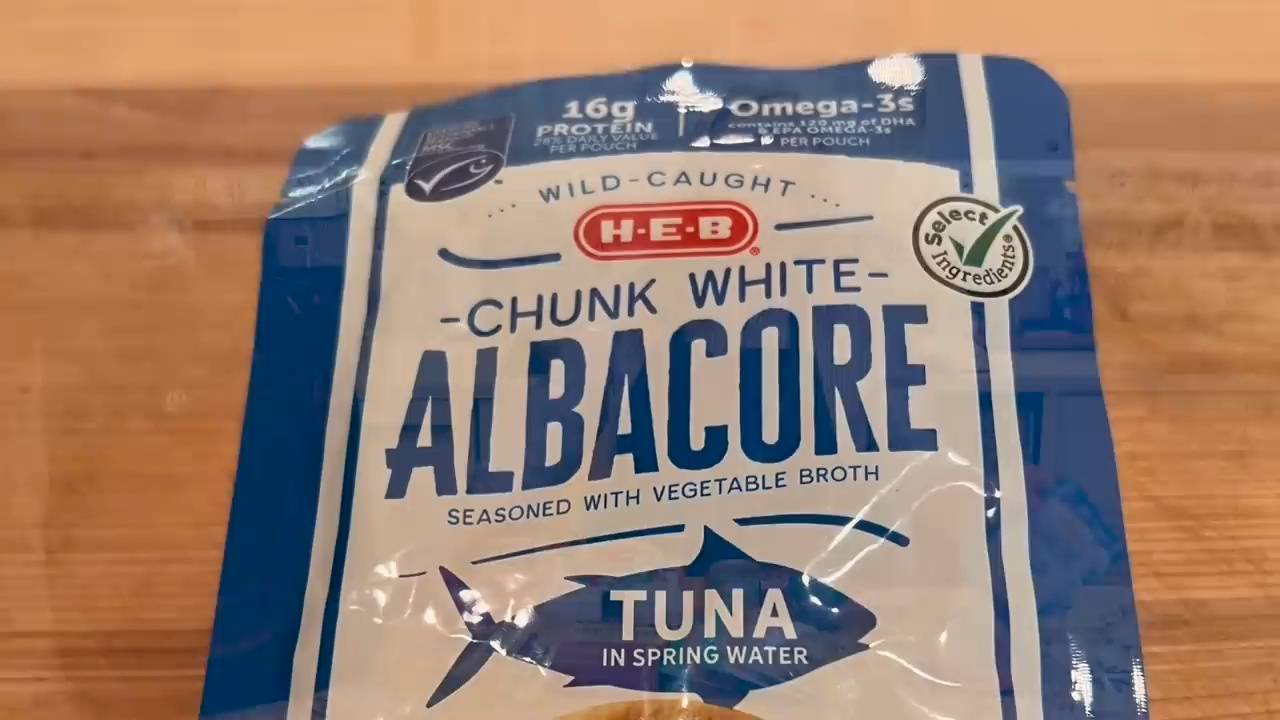 16g
PROTEIN
28% DAILY VALUE
PER POUCH
Omega-3s
contains 120 mg of DHA
& EPA OMEGA-3s
PER POUCH
MSC
WILD-CAUGHT
H-E-B®
Select
Ingredients®
-CHUNK WHITE-
ALBACORE
SEASONED WITH VEGETABLE BROTH
TUNA
IN SPRING WATER